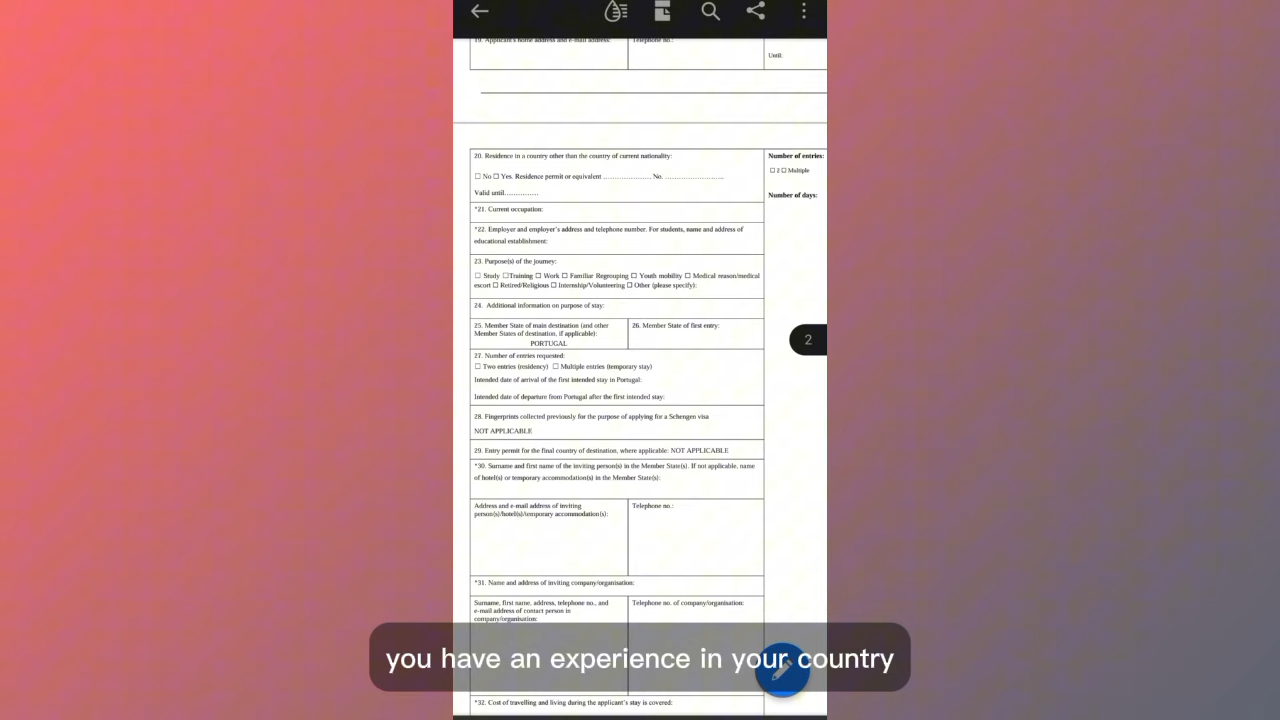 19. Applicant's home address and e-mail address:
Telephone no.:
Until:
20. Residence in a country other than the country of current nationality:
☐ No ☐ Yes. Residence permit or equivalent ………………… No. ……………………..
Valid until……………
Number of entries:
☐ 2 ☐ Multiple
Number of days:
*21. Current occupation:
*22. Employer and employer's address and telephone number. For students, name and address of
educational establishment:
23. Purpose(s) of the journey:
☐ Study ☐Training ☐ Work ☐ Familiar Regrouping ☐ Youth mobility ☐ Medical reason/medical
escort ☐ Retired/Religious ☐ Internship/Volunteering ☐ Other (please specify):
24. Additional information on purpose of stay:
25. Member State of main destination (and other
Member States of destination, if applicable):
PORTUGAL
26. Member State of first entry:
2
27. Number of entries requested:
☐ Two entries (residency) ☐ Multiple entries (temporary stay)
Intended date of arrival of the first intended stay in Portugal:
Intended date of departure from Portugal after the first intended stay:
28. Fingerprints collected previously for the purpose of applying for a Schengen visa
NOT APPLICABLE
29. Entry permit for the final country of destination, where applicable: NOT APPLICABLE
*30. Surname and first name of the inviting person(s) in the Member State(s). If not applicable, name
of hotel(s) or temporary accommodation(s) in the Member State(s):
Address and e-mail address of inviting
person(s)/hotel(s)/temporary accommodation(s):
Telephone no.:
*31. Name and address of inviting company/organisation:
Surname, first name, address, telephone no., and
e-mail address of contact person in
company/organisation:
Telephone no. of company/organisation:
you have an experience in your country
*32. Cost of travelling and living during the applicant's stay is covered: